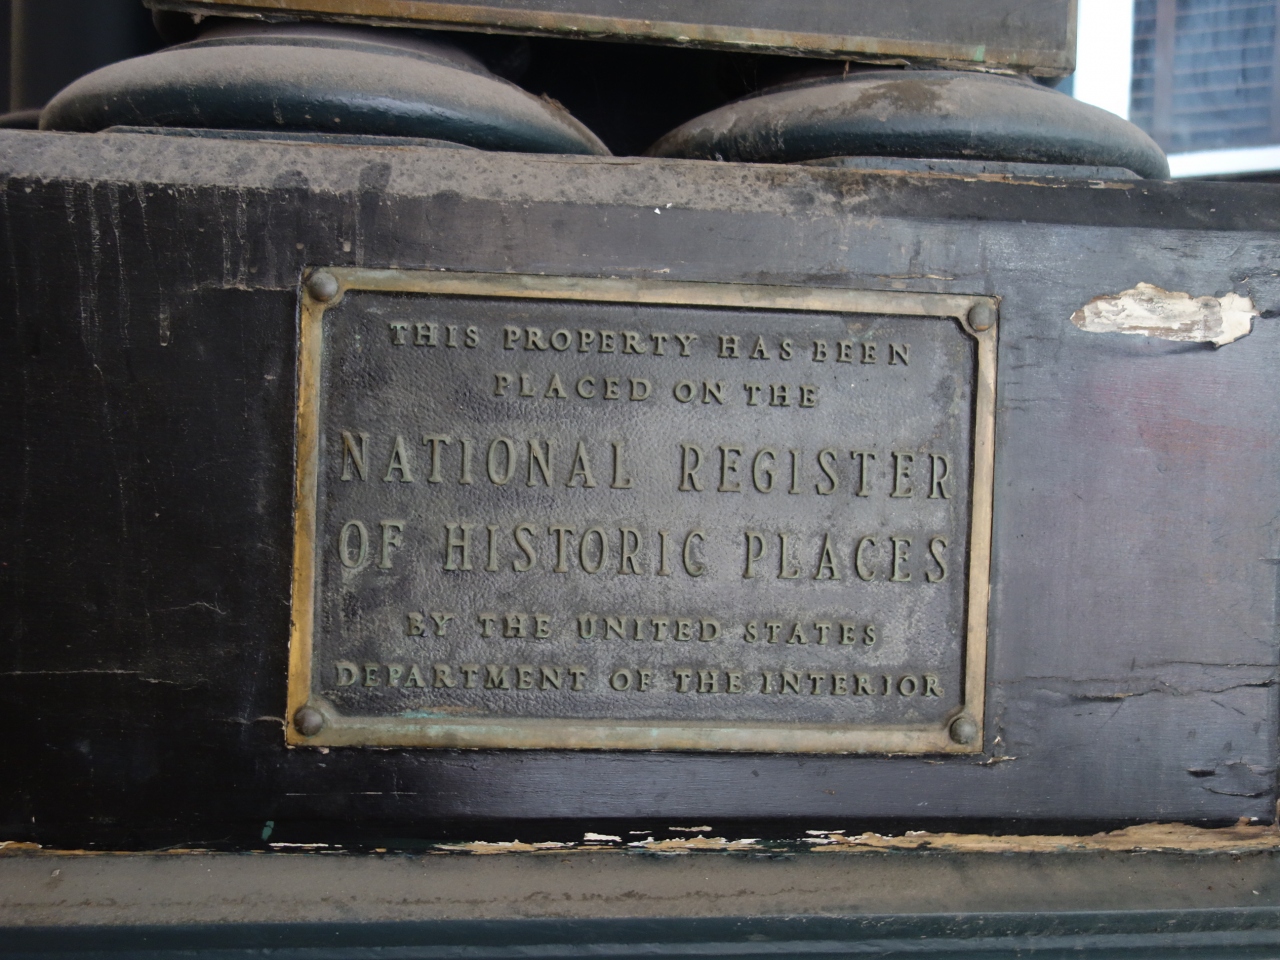 THIS PROPERTY HAS BEEN
PLACED ON THE
NATIONAL REGISTER
OF HISTORIC PLACES
BY THE UNITED STATES
DEPARTMENT OF THE INTERIOR